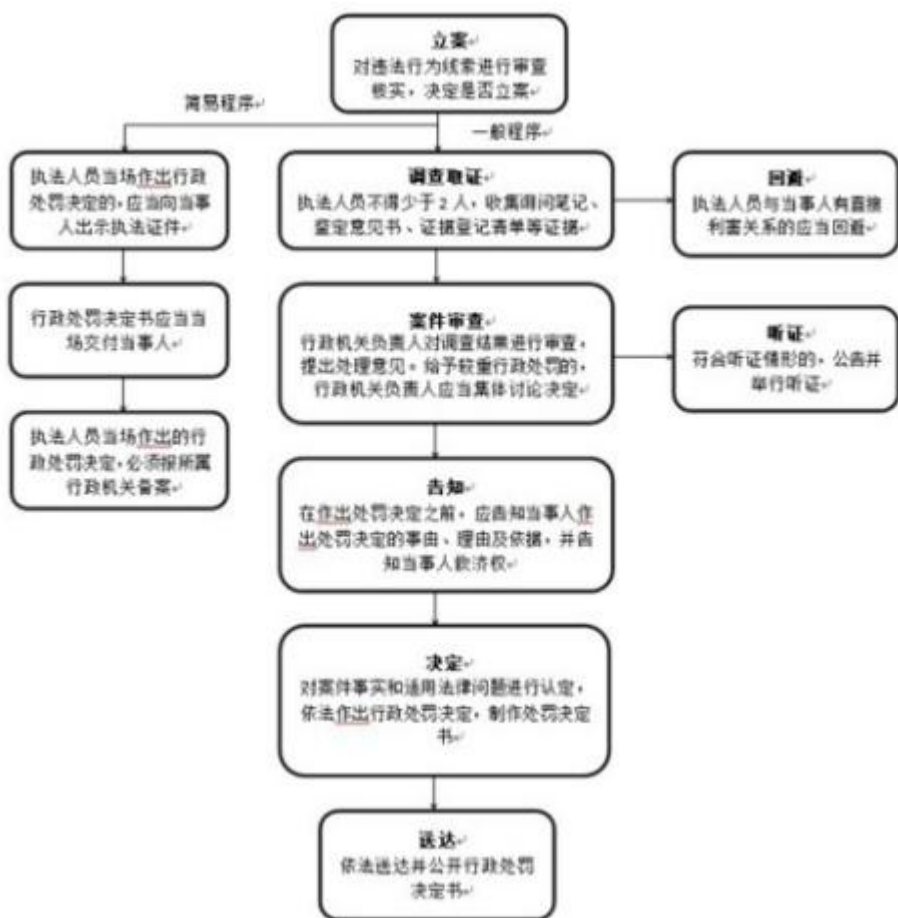 立案
对违法行为线索进行审查
核实，决定是否立案
简易程序
一般程序
执法人员当场作出行政
处罚决定的，应当向当事
人出示执法证件
调查取证
执法人员不得少于2人，收集询问笔记、
鉴定意见书、证据登记清单等证据
回避
执法人员与当事人有直接
利害关系的应当回避
行政处罚决定书应当当
场交付当事人
案件审查
行政机关负责人对调查结果进行审查，
提出处理意见。给予较重行政处罚的，
行政机关负责人应当集体讨论决定
听证
符合听证情形的，公告并
举行听证
执法人员当场作出的行
政处罚决定，必须报所属
行政机关备案
告知
在作出处罚决定之前，应告知当事人作
出处罚决定的事由、理由及依据，并告
知当事人救济权
决定
对案件事实和适用法律问题进行认定，
依法作出行政处罚决定，制作处罚决定
书
送达
依法送达并公开行政处罚
决定书